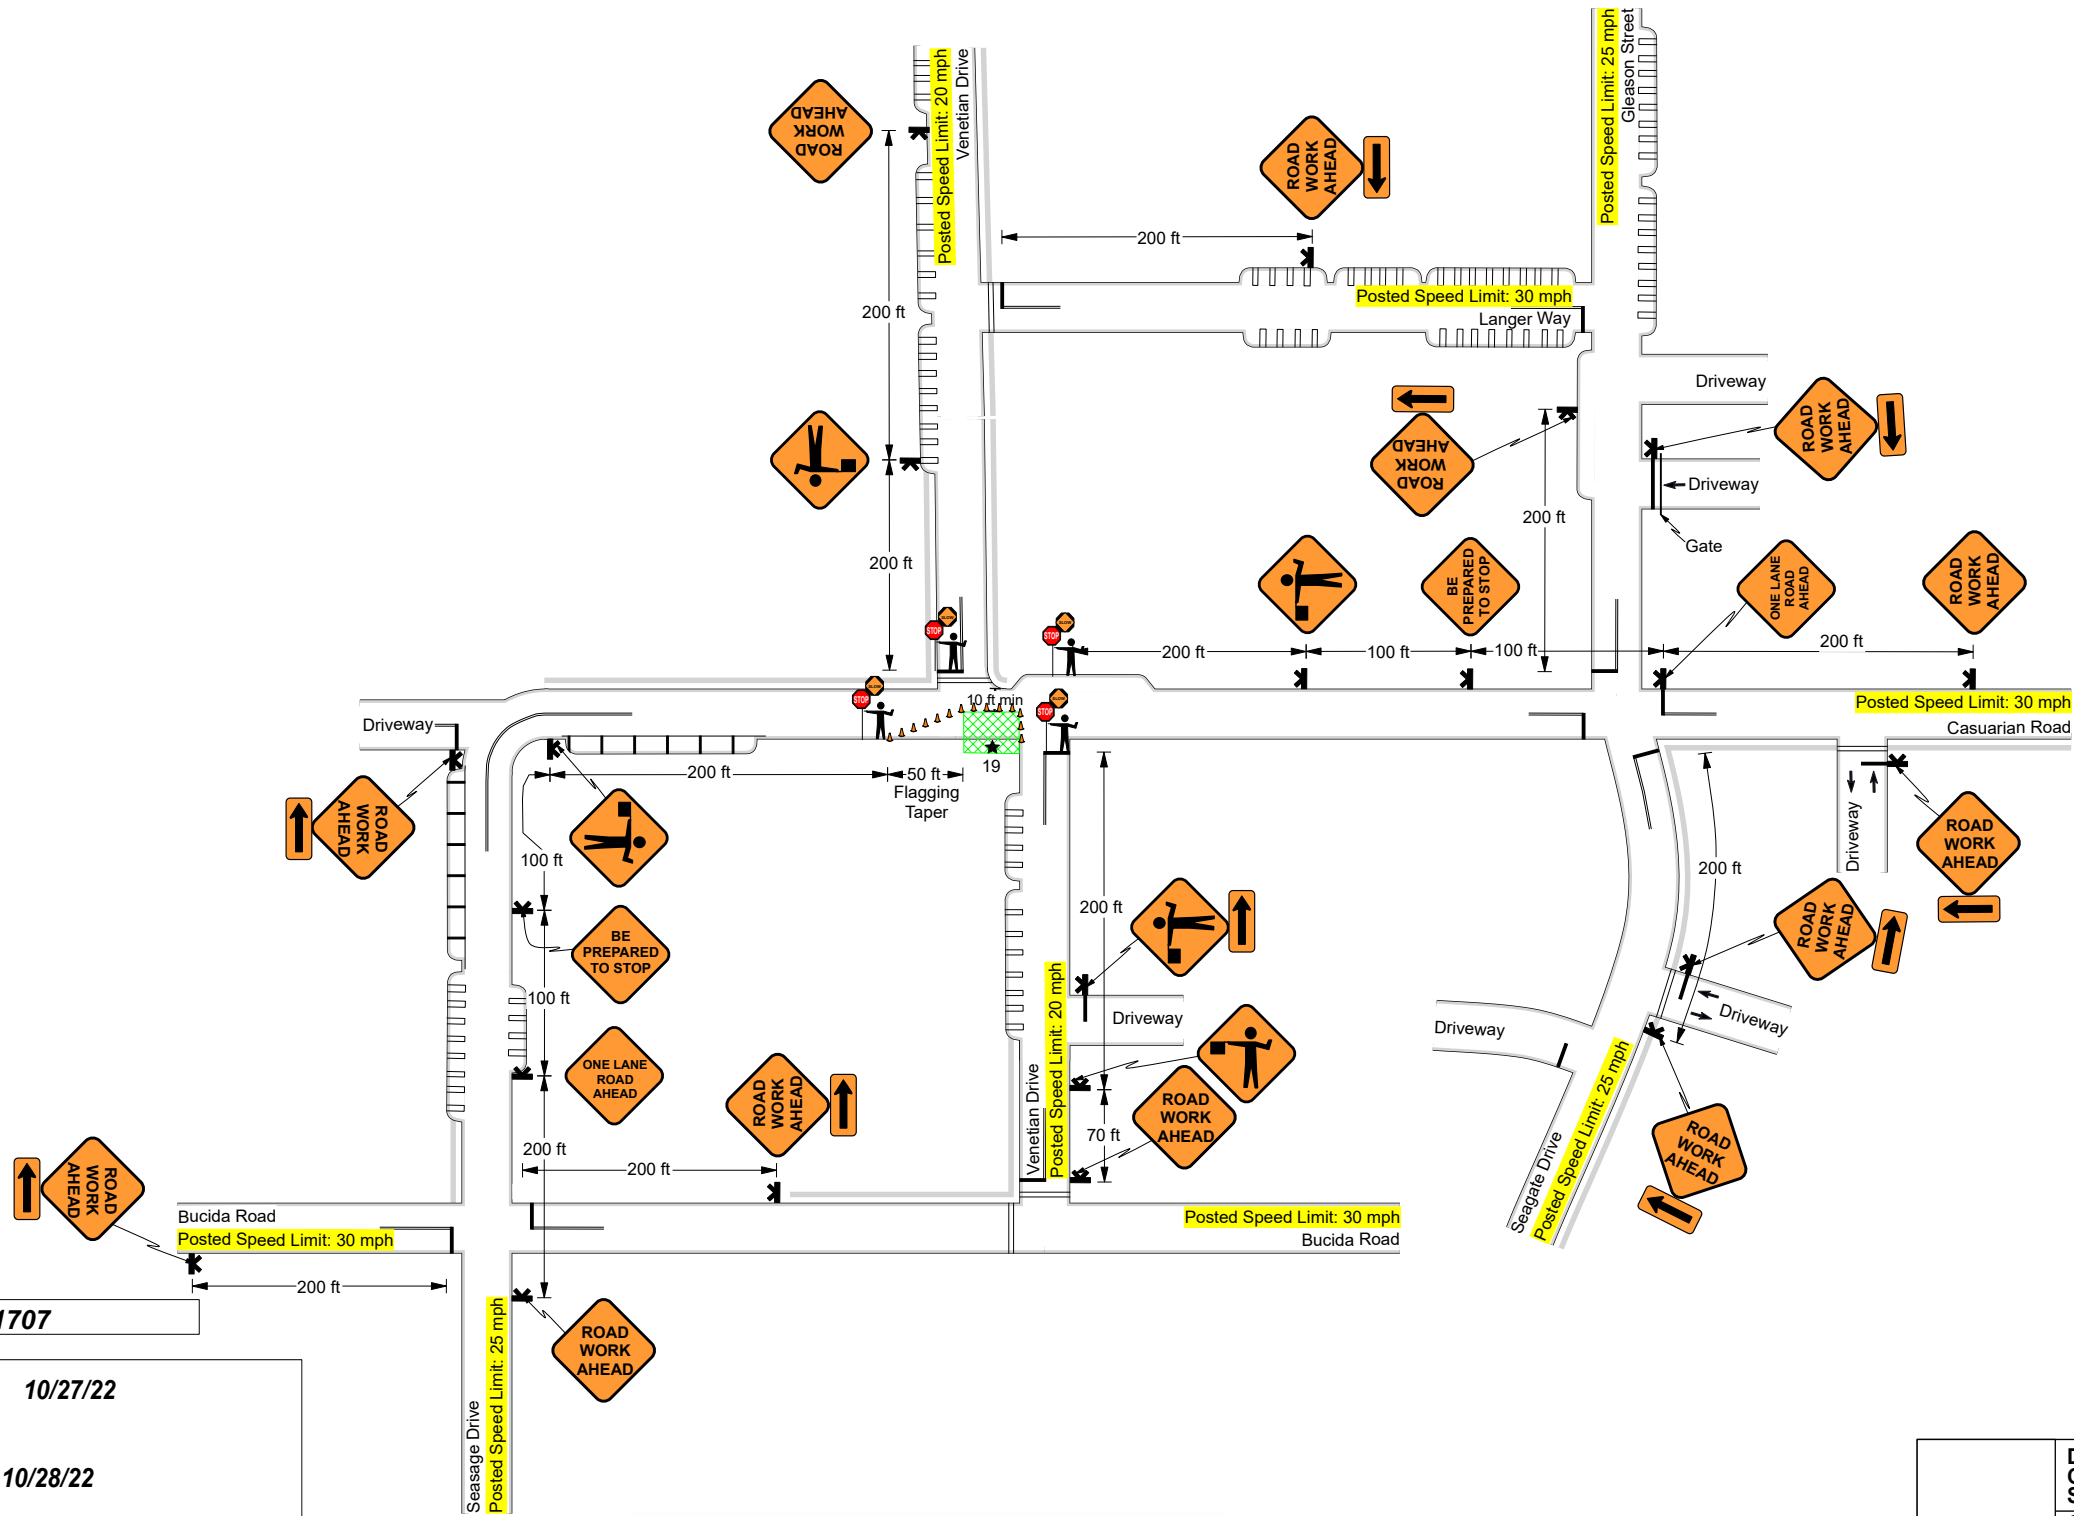 Posted Speed Limit: 20 mph
Venetian Drive
Posted Speed Limit: 25 mph
Gleason Street
ROAD
WORK
AHEAD
ROAD
WORK
AHEAD
200 ft
200 ft
Posted Speed Limit: 30 mph
Langer Way
Driveway
ROAD
WORK
AHEAD
ROAD
WORK
AHEAD
Driveway
Gate
200 ft
200 ft
BE
PREPARED
TO STOP
ONE LANE
ROAD
AHEAD
ROAD
WORK
AHEAD
STOP
SLOW
STOP
SLOW
200 ft
100 ft
100 ft
200 ft
STOP
SLOW
10 ft min
STOP
SLOW
Posted Speed Limit: 30 mph
Casuarian Road
Driveway
19
200 ft
50 ft
Flagging
Taper
ROAD
WORK
AHEAD
100 ft
BE
PREPARED
TO STOP
100 ft
ONE LANE
ROAD
AHEAD
200 ft
ROAD
WORK
AHEAD
200 ft
200 ft
Driveway
70 ft
ROAD
WORK
AHEAD
Venetian Drive
Posted Speed Limit: 20 mph
Driveway
ROAD
WORK
AHEAD
200 ft
ROAD
WORK
AHEAD
Driveway
Driveway
ROAD
WORK
AHEAD
Seagate Drive
Posted Speed Limit: 25 mph
ROAD
WORK
AHEAD
Bucida Road
Posted Speed Limit: 30 mph
200 ft
Posted Speed Limit: 30 mph
Bucida Road
ROAD
WORK
AHEAD
Seasage Drive
Posted Speed Limit: 25 mph
1707
10/27/22
10/28/22